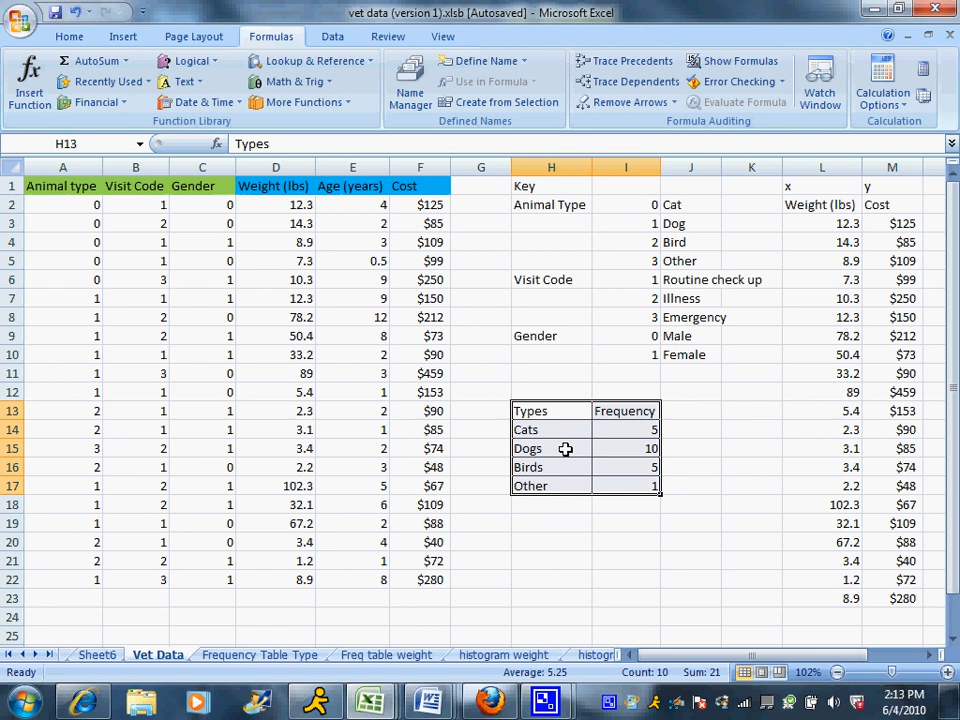 vet data (version 1).xlsb [Autosaved] - Microsoft Excel
Home Insert Page Layout Formulas Data Review View
AutoSum Logical Lookup & Reference Define Name Trace Precedents Show Formulas
Insert Function Recently Used Text Math & Trig Name Manager Use in Formula Trace Dependents Error Checking Watch Window Calculation Options
Financial Date & Time More Functions Create from Selection Remove Arrows Evaluate Formula
Function Library Defined Names Formula Auditing Calculation
H13 fx Types
A B C D E F G H I J K L M
1 Animal type Visit Code Gender Weight (lbs) Age (years) Cost Key x y
2 0 1 0 12.3 4 $125 Animal Type 0 Cat Weight (lbs) Cost
3 0 2 0 14.3 2 $85 1 Dog 12.3 $125
4 0 1 1 8.9 3 $109 2 Bird 14.3 $85
5 0 1 0 7.3 0.5 $99 3 Other 8.9 $109
6 0 3 1 10.3 9 $250 Visit Code 1 Routine check up 7.3 $99
7 1 1 1 12.3 9 $150 2 Illness 10.3 $250
8 1 2 0 78.2 12 $212 3 Emergency 12.3 $150
9 1 2 1 50.4 8 $73 Gender 0 Male 78.2 $212
10 1 1 1 33.2 2 $90 1 Female 50.4 $73
11 1 3 0 89 3 $459 33.2 $90
12 1 1 0 5.4 1 $153 89 $459
13 2 1 1 2.3 2 $90 Types Frequency 5.4 $153
14 2 1 0 3.1 1 $85 Cats 5 2.3 $90
15 3 2 0 3.4 2 $74 Dogs 10 3.1 $85
16 2 1 0 2.2 3 $48 Birds 5 3.4 $74
17 1 2 1 102.3 5 $67 Other 1 2.2 $48
18 1 2 1 32.1 6 $109 102.3 $67
19 1 1 0 67.2 2 $88 32.1 $109
20 2 1 0 3.4 4 $40 67.2 $88
21 2 2 1 1.2 1 $72 3.4 $40
22 1 3 1 8.9 8 $280 1.2 $72
23 8.9 $280
24
25
Sheet6 Vet Data Frequency Table Type Freq table weight histogram weight histogr
Ready Average: 5.25 Count: 10 Sum: 21 102%
2:13 PM
6/4/2010